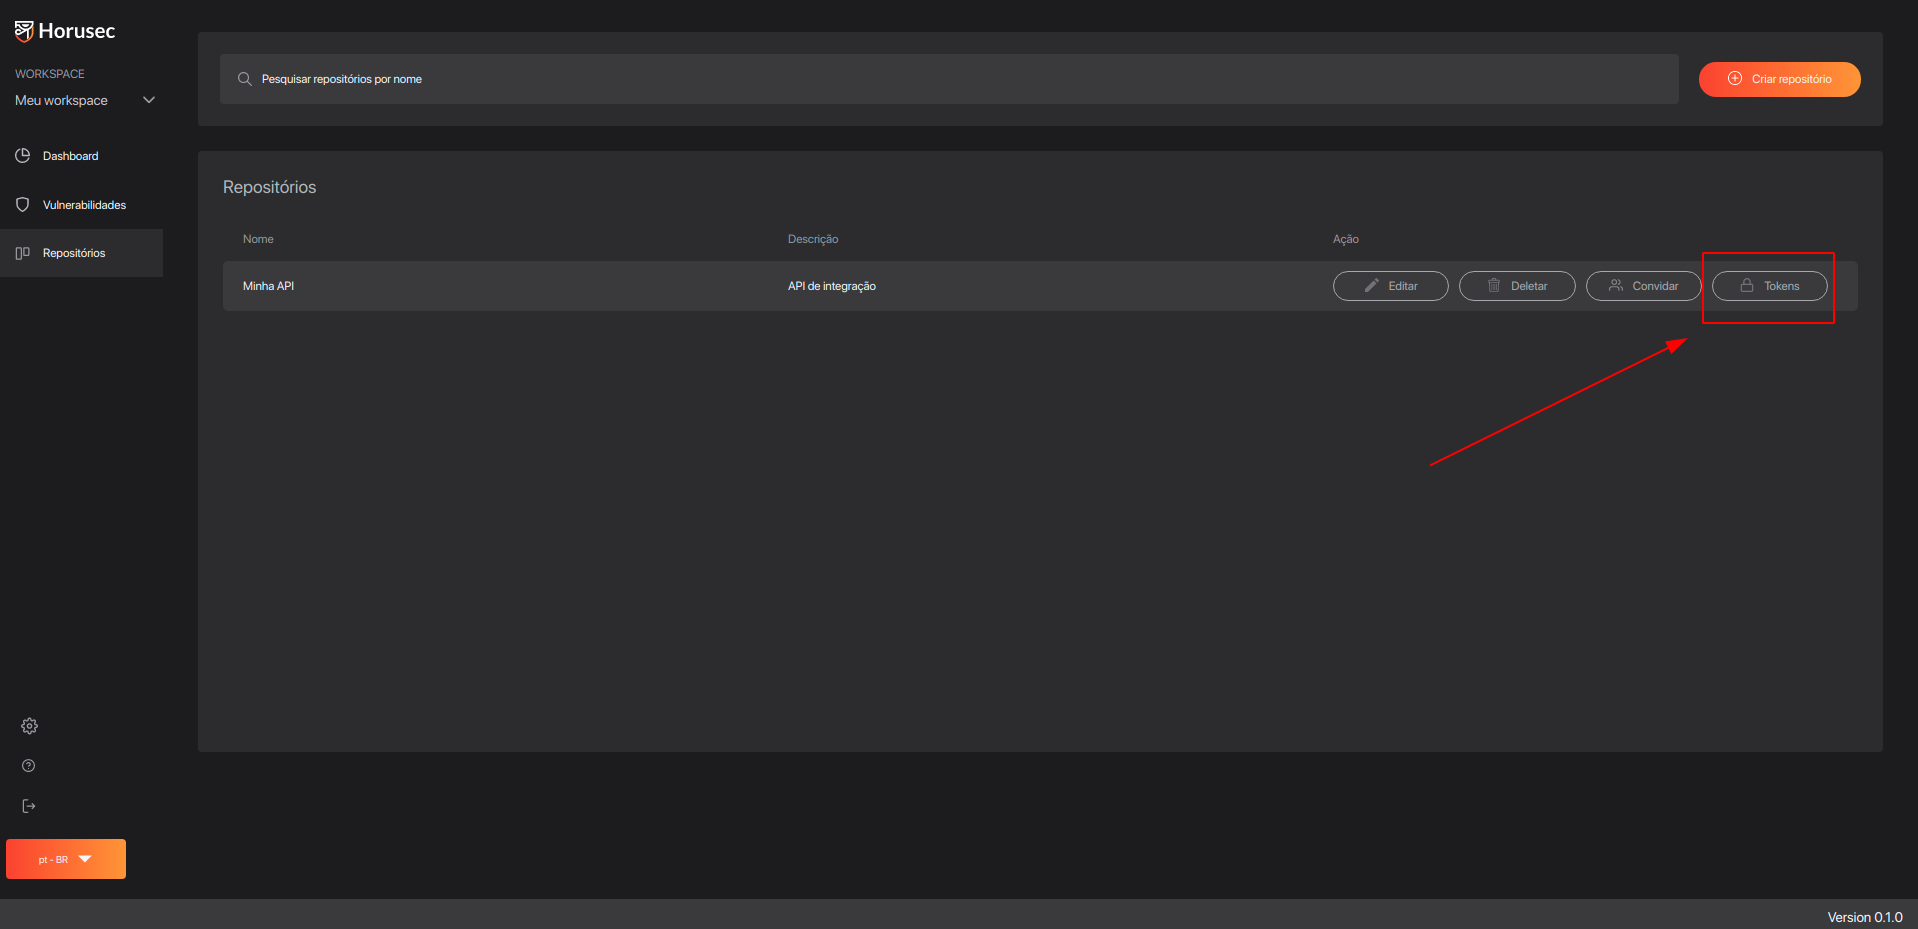 Horusec
WORKSPACE
Meu workspace
Dashboard
Vulnerabilidades
Repositórios
pt - BR
Pesquisar repositórios por nome
Criar repositório
Repositórios
Nome Descrição Ação
Minha API API de integração Editar Deletar Convidar Tokens
Version 0.1.0